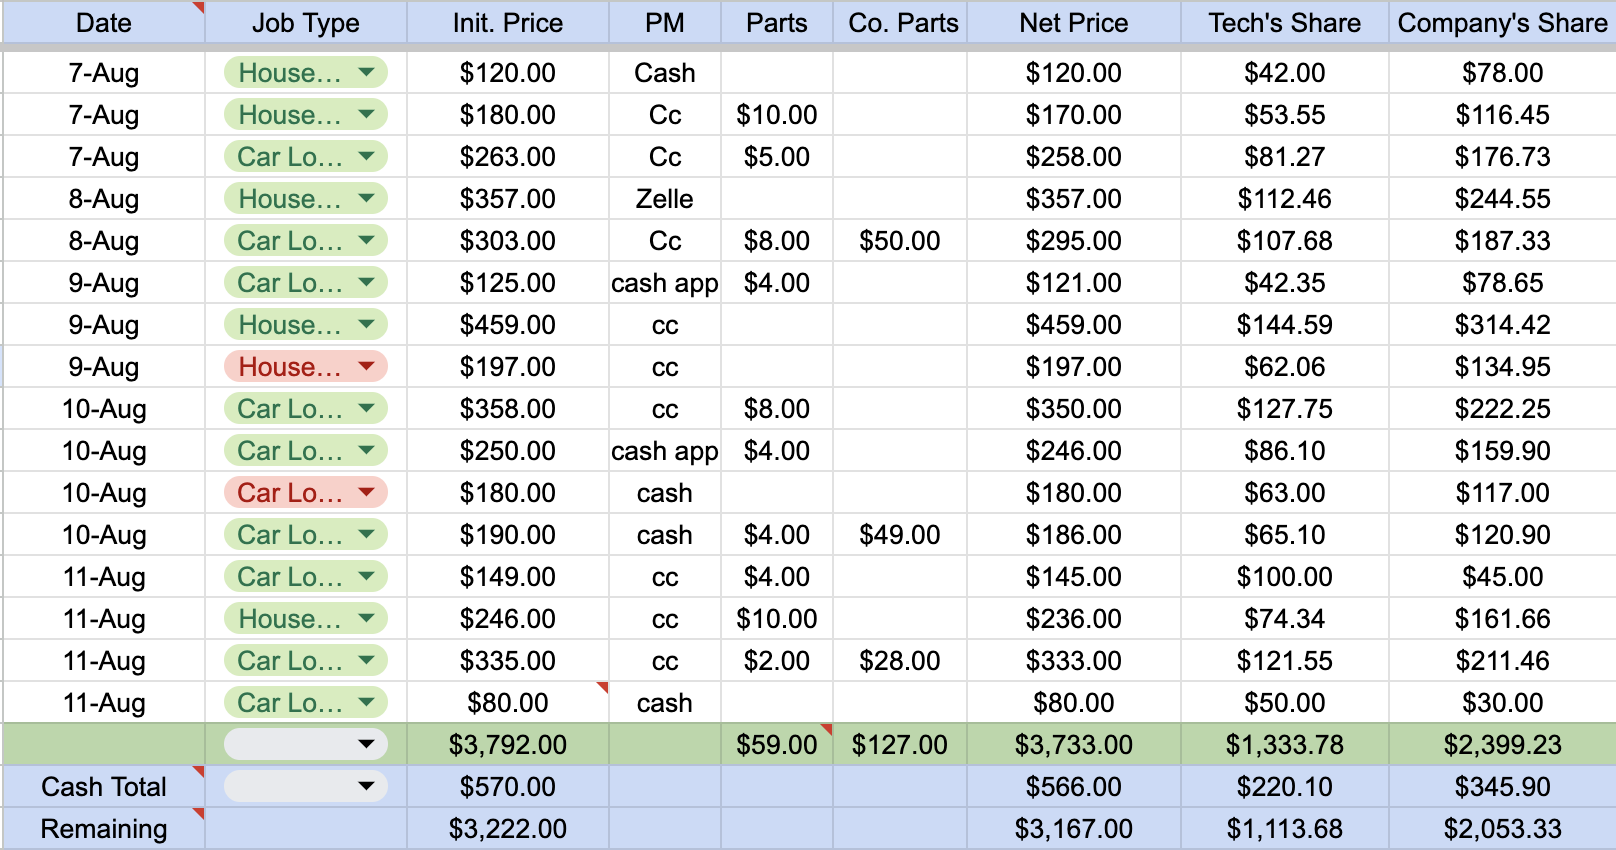 Date Job Type Init. Price PM Parts Co. Parts Net Price Tech's Share Company's Share
7-Aug House... $120.00 Cash $120.00 $42.00 $78.00
7-Aug House... $180.00 Cc $10.00 $170.00 $53.55 $116.45
7-Aug Car Lo... $263.00 Cc $5.00 $258.00 $81.27 $176.73
8-Aug House... $357.00 Zelle $357.00 $112.46 $244.55
8-Aug Car Lo... $303.00 Cc $8.00 $50.00 $295.00 $107.68 $187.33
9-Aug Car Lo... $125.00 cash app $4.00 $121.00 $42.35 $78.65
9-Aug House... $459.00 cc $459.00 $144.59 $314.42
9-Aug House... $197.00 cc $197.00 $62.06 $134.95
10-Aug Car Lo... $358.00 cc $8.00 $350.00 $127.75 $222.25
10-Aug Car Lo... $250.00 cash app $4.00 $246.00 $86.10 $159.90
10-Aug Car Lo... $180.00 cash $180.00 $63.00 $117.00
10-Aug Car Lo... $190.00 cash $4.00 $49.00 $186.00 $65.10 $120.90
11-Aug Car Lo... $149.00 cc $4.00 $145.00 $100.00 $45.00
11-Aug House... $246.00 cc $10.00 $236.00 $74.34 $161.66
11-Aug Car Lo... $335.00 cc $2.00 $28.00 $333.00 $121.55 $211.46
11-Aug Car Lo... $80.00 cash $80.00 $50.00 $30.00
$3,792.00 $59.00 $127.00 $3,733.00 $1,333.78 $2,399.23
Cash Total $570.00 $566.00 $220.10 $345.90
Remaining $3,222.00 $3,167.00 $1,113.68 $2,053.33